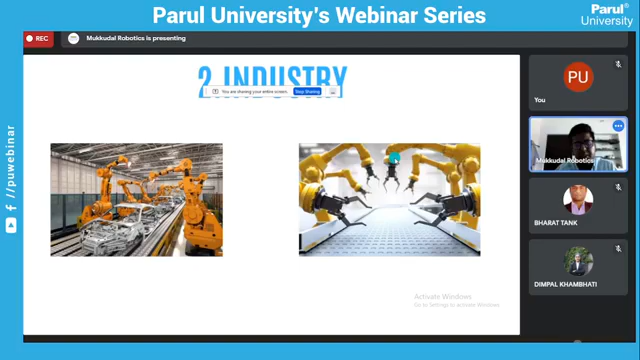 Parul University's Webinar Series
Parul®
University
REC
Mukkudal Robotics is presenting
2.INDUSTRY
You are sharing your entire screen.
Stop Sharing
PU
You
Mukkudal Robotics
BHARAT TANK
DIMPAL KHAMBHATI
Activate Windows
Go to Settings to activate Windows.
/puwebinar